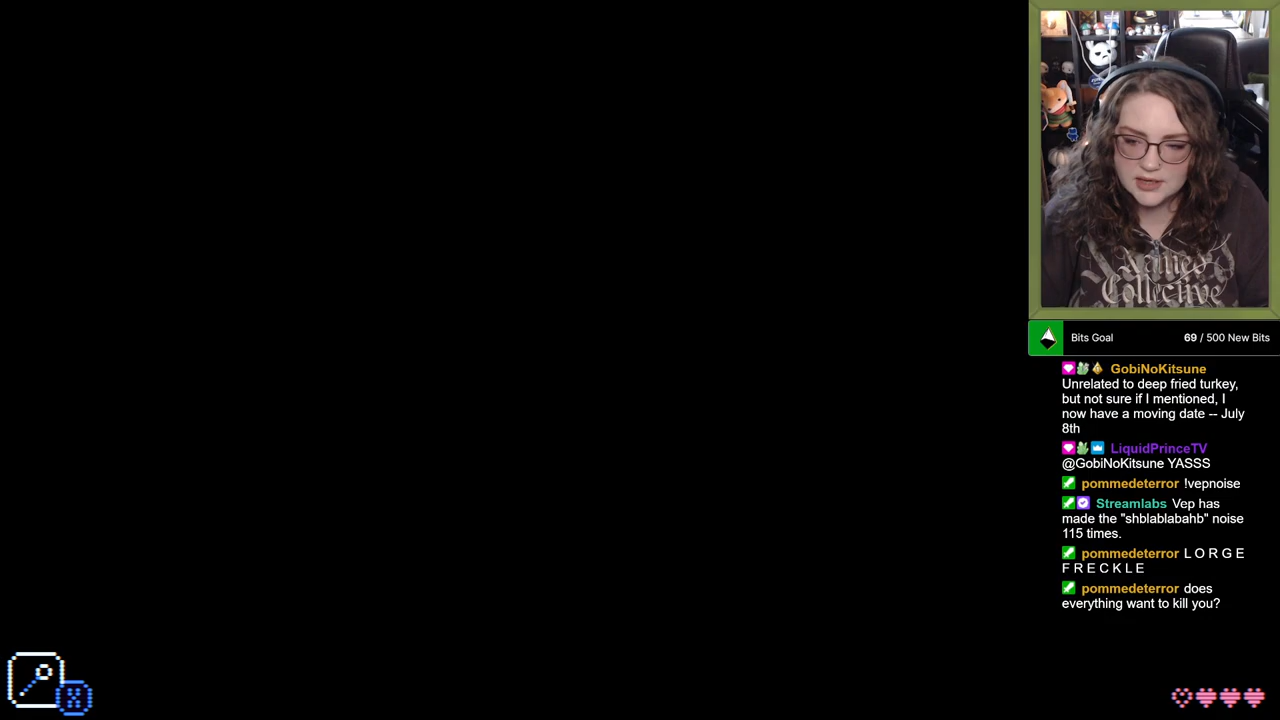 James
Collective
Bits Goal 69 / 500 New Bits
GobiNoKitsune
Unrelated to deep fried turkey,
but not sure if I mentioned, I
now have a moving date -- July
8th
LiquidPrinceTV
@GobiNoKitsune YASSS
pommedeterror !vepnoise
Streamlabs Vep has
made the "shblablabahb" noise
115 times.
pommedeterror L O R G E
F R E C K L E
pommedeterror does
everything want to kill you?